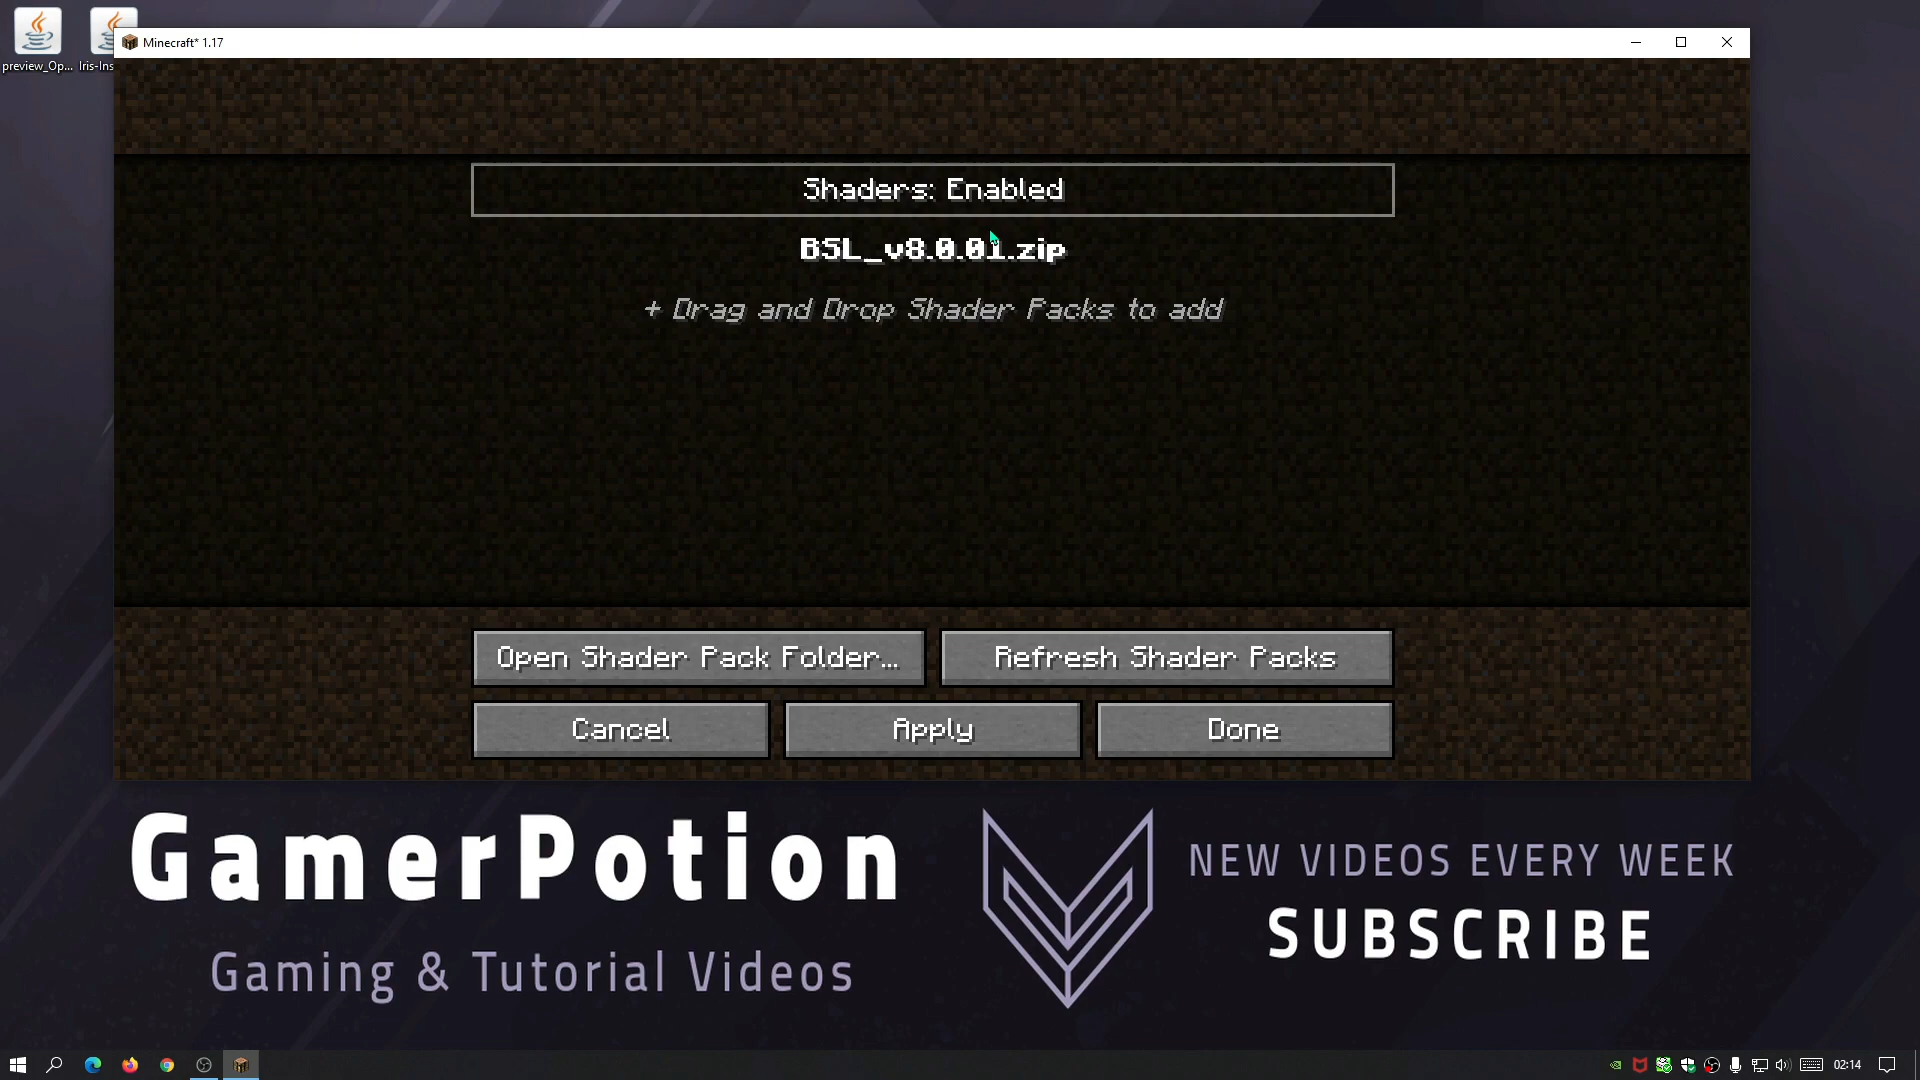 preview_Op... Iris-Ins
Minecraft* 1.17
Shaders: Enabled
BSL_v8.0.01.zip
+ Drag and Drop Shader Packs to add
Open Shader Pack Folder... Refresh Shader Packs
Cancel Apply Done
GamerPotion
Gaming & Tutorial Videos
NEW VIDEOS EVERY WEEK
SUBSCRIBE
02:14